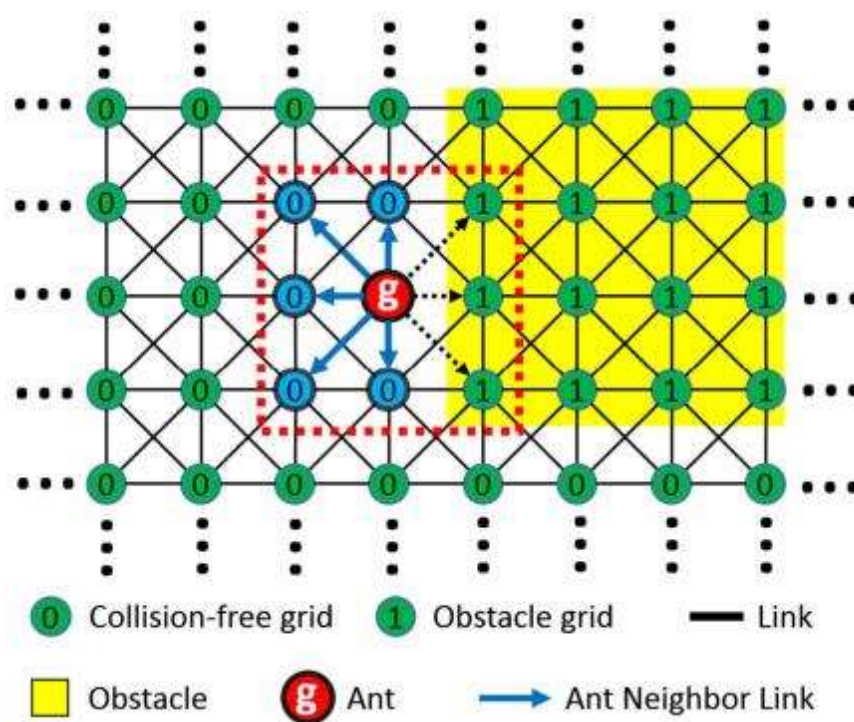 0 0 0 0 1 1 1 1
0 0 0 0 1 1 1 1
0 0 0 g 1 1 1 1
0 0 0 0 1 1 1 1
0 0 0 0 0 0 0 0
0 Collision-free grid 1 Obstacle grid Link
Obstacle g Ant Ant Neighbor Link